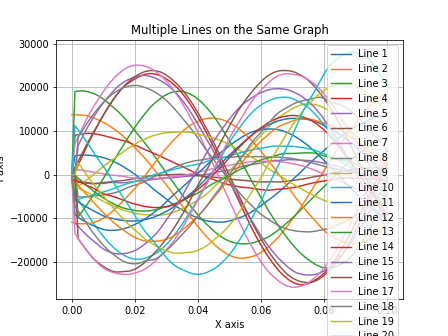 Multiple Lines on the Same Graph
30000
20000
10000
0
−10000
−20000
0.00
0.02
0.04
0.06
0.08
X axis
Line 1
Line 2
Line 3
Line 4
Line 5
Line 6
Line 7
Line 8
Line 9
Line 10
Line 11
Line 12
Line 13
Line 14
Line 15
Line 16
Line 17
Line 18
Line 19
Line 20